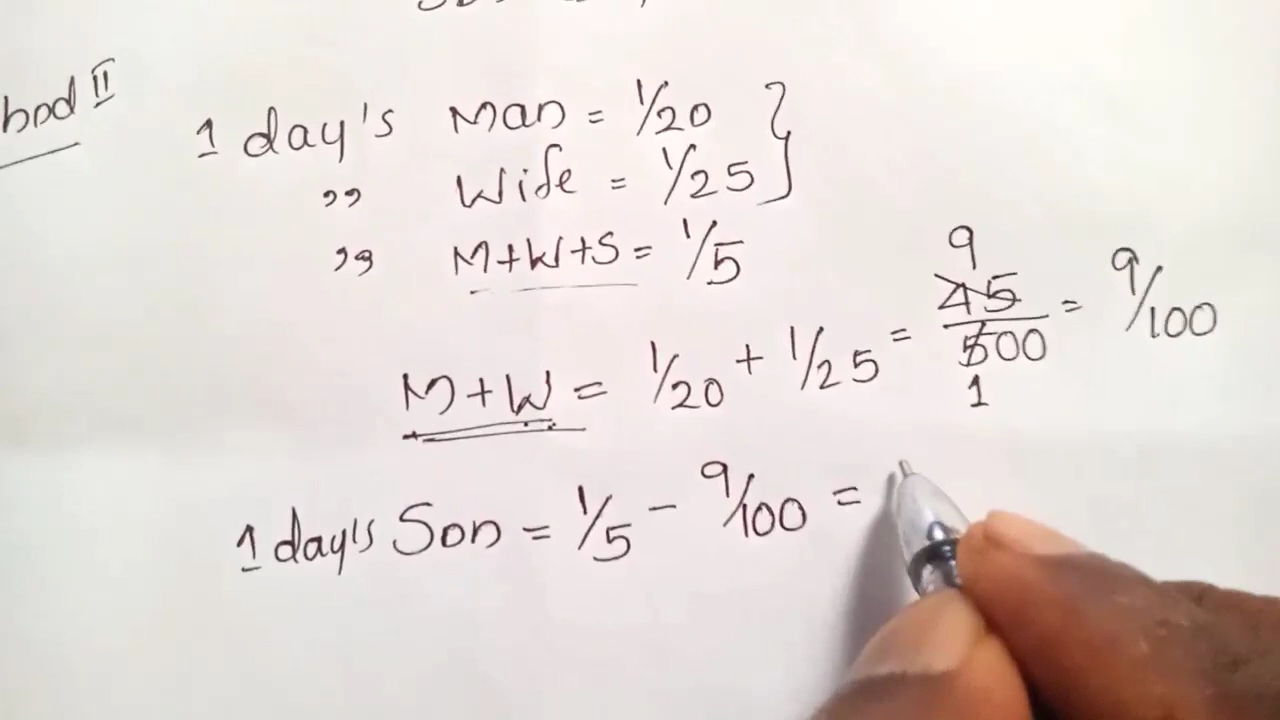 hod II
1 day's Man = 1/20 }
,, Wife = 1/25
,, M+W+S = 1/5
M+W = 1/20 + 1/25 = 9 45/500 1 = 9/100
1 day's Son = 1/5 - 9/100 =